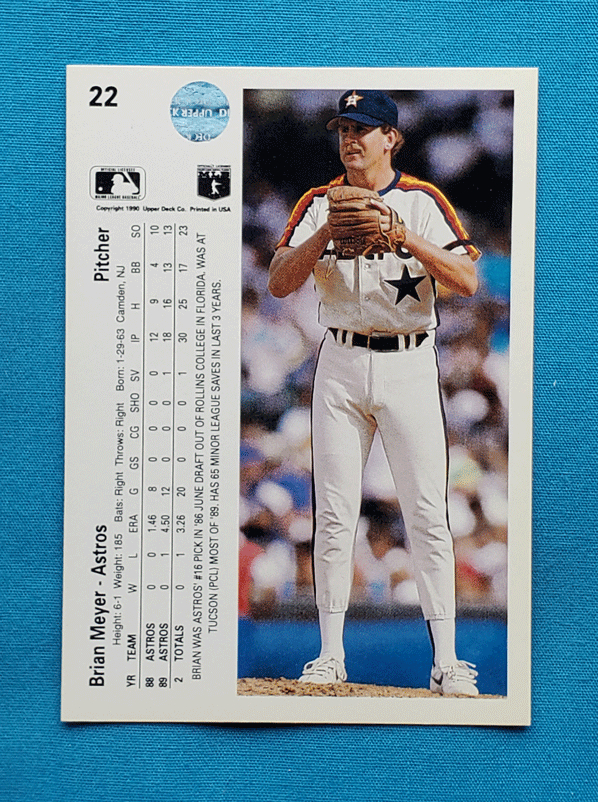 22
UPPER
OFFICIAL LICENSEE
MAJOR LEAGUE BASEBALL
Copyright 1990 Upper Deck Co. Printed in USA
Brian Meyer - Astros Pitcher
Height: 6-1 Weight: 185 Bats: Right Throws: Right Born: 1-29-63 Camden, NJ
YR TEAM W L ERA G GS CG SHO SV IP H BB SO
88 ASTROS 0 0 1.46 8 0 0 0 0 12 9 4 10
89 ASTROS 0 1 4.50 12 0 0 0 1 18 16 13 13
2 TOTALS 0 1 3.26 20 0 0 0 1 30 25 17 23
BRIAN WAS ASTROS' #16 PICK IN '86 JUNE DRAFT OUT OF ROLLINS COLLEGE IN FLORIDA. WAS AT
TUCSON (PCL) MOST OF '89. HAS 65 MINOR LEAGUE SAVES IN LAST 3 YEARS.